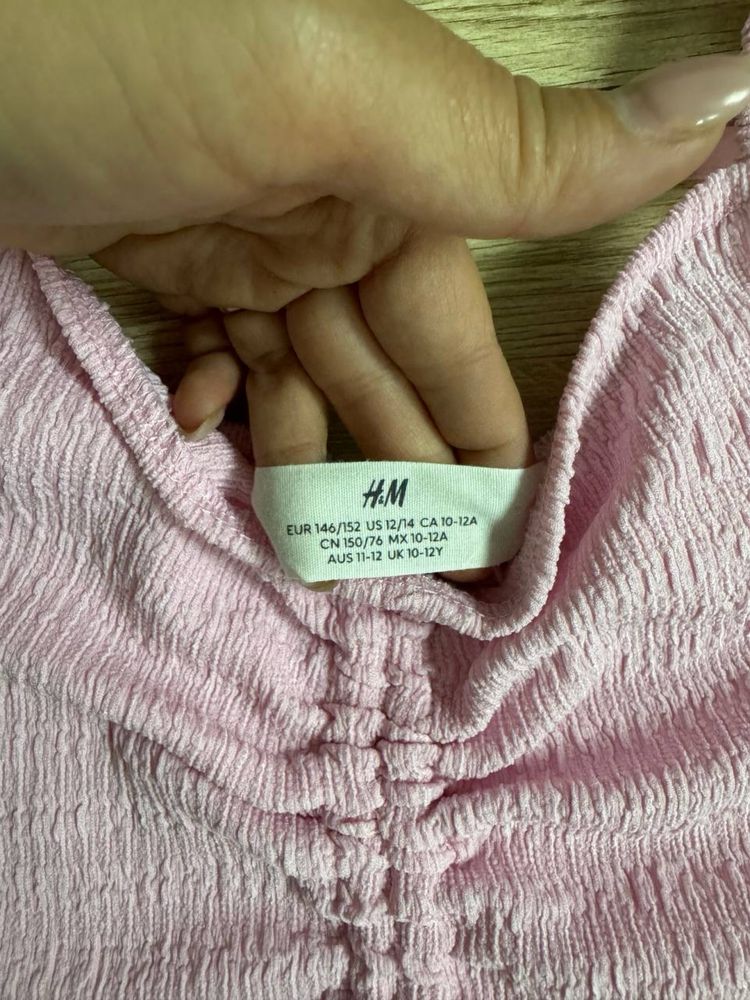 H&M
EUR 146/152 US 12/14 CA 10-12A
CN 150/76 MX 10-12A
AUS 11-12 UK 10-12Y